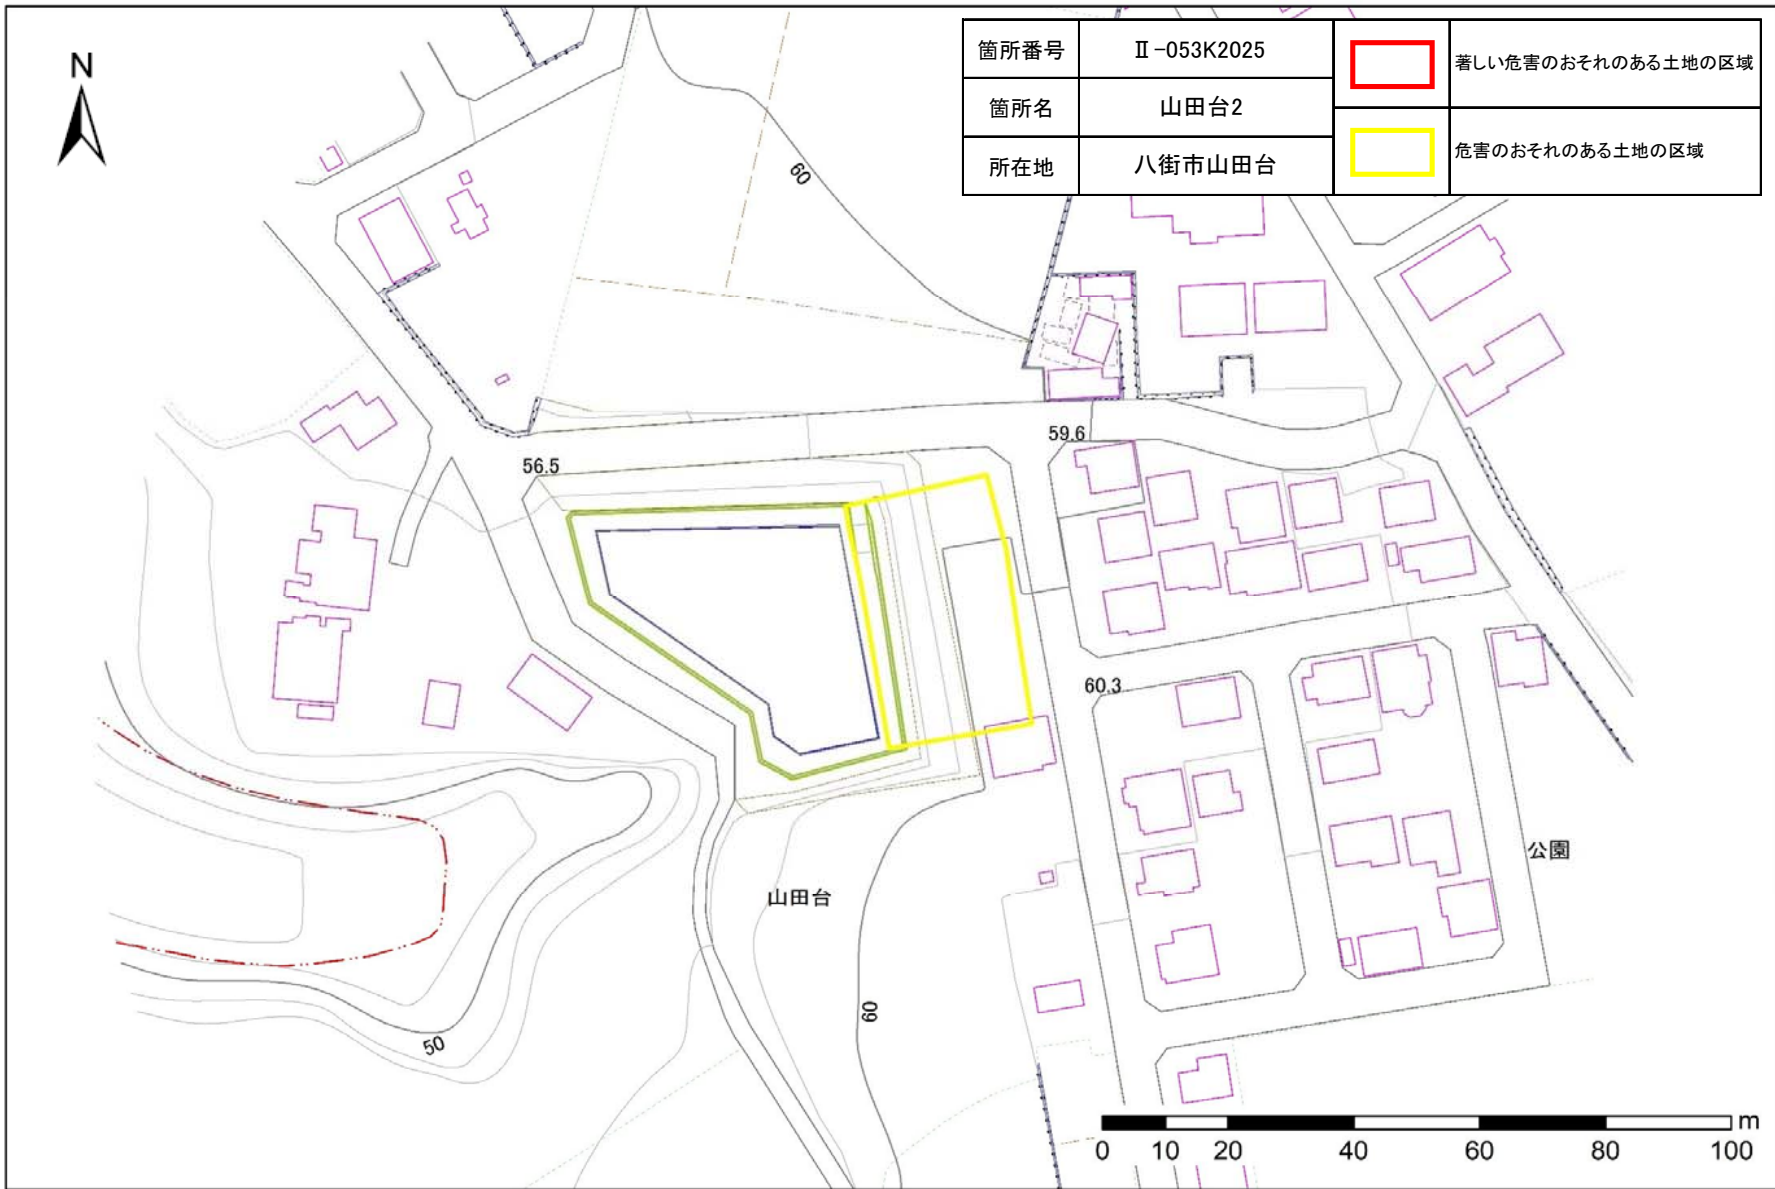 N
箇所番号 Ⅱ-053K2025
著しい危害のおそれのある土地の区域
箇所名 山田台2
危害のおそれのある土地の区域
所在地 八街市山田台
60
59.6
56.5
60.3
公園
山田台
60
50
m
0 10 20 40 60 80 100